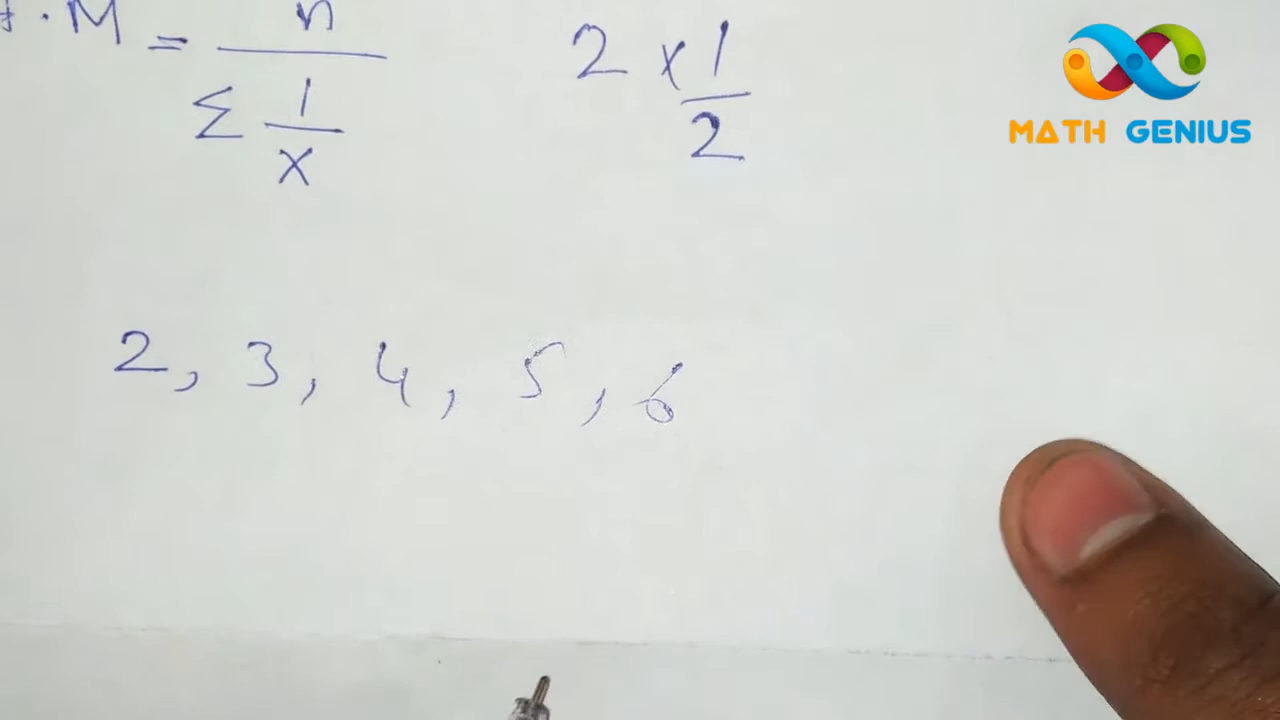 . M = n / Σ 1/x
2 x 1/2
2, 3, 4, 5, 6
MATH GENIUS